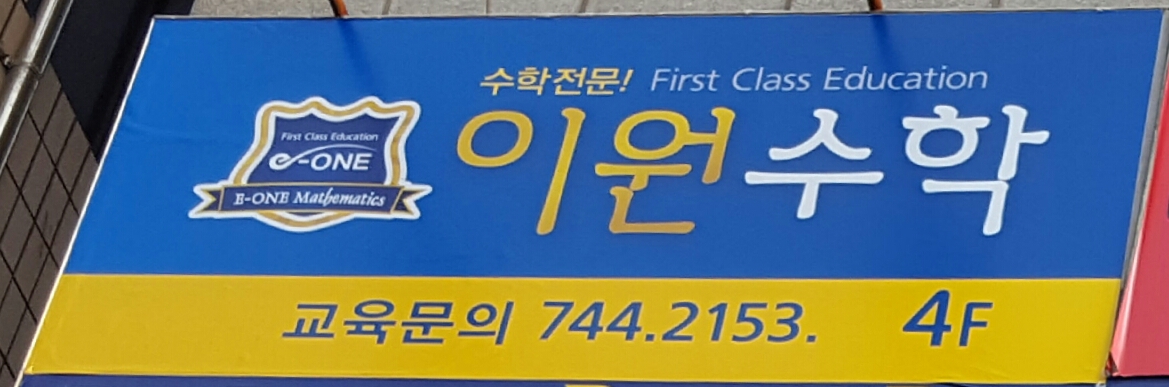 수학전문! First Class Education
이원수학
First Class Education
e-ONE
E-ONE Mathematics
교육문의 744.2153. 4F